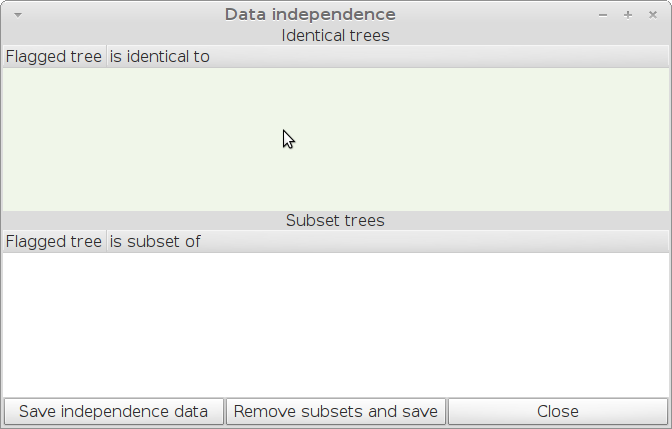 Data independence
Identical trees
Flagged tree is identical to
Subset trees
Flagged tree is subset of
Save independence data Remove subsets and save Close